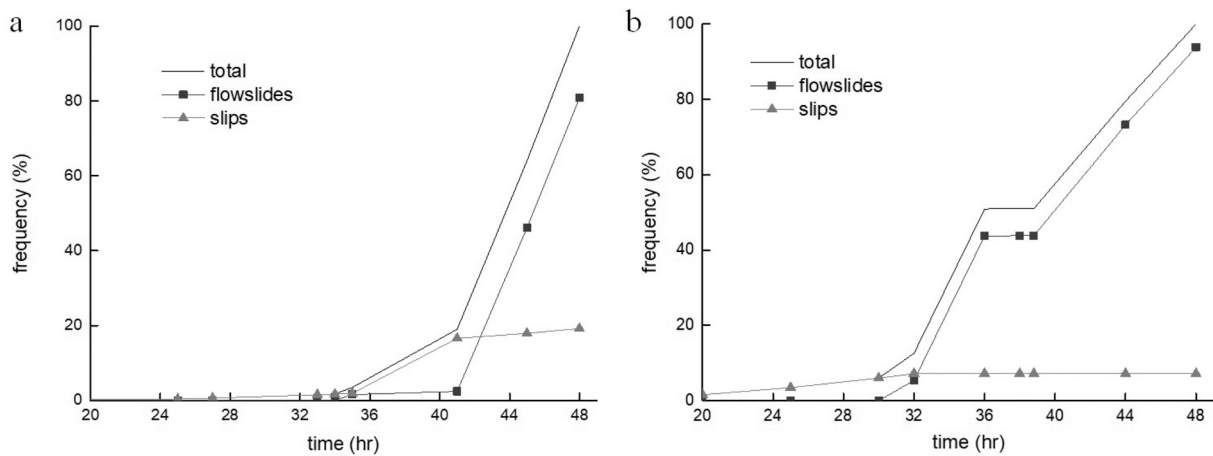 a
100
80
60
40
20
0
frequency (%)
total
flowslides
slips
20 24 28 32 36 40 44 48
time (hr)
b
100
80
60
40
20
0
frequency (%)
total
flowslides
slips
20 24 28 32 36 40 44 48
time (hr)